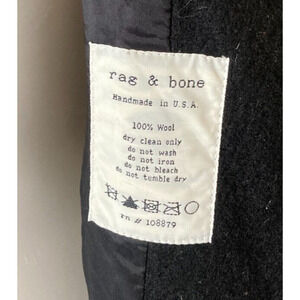 rag & bone
Handmade in U.S.A.
100% Wool
dry clean only
do not wash
do not iron
do not bleach
do not tumble dry
rn // 108879